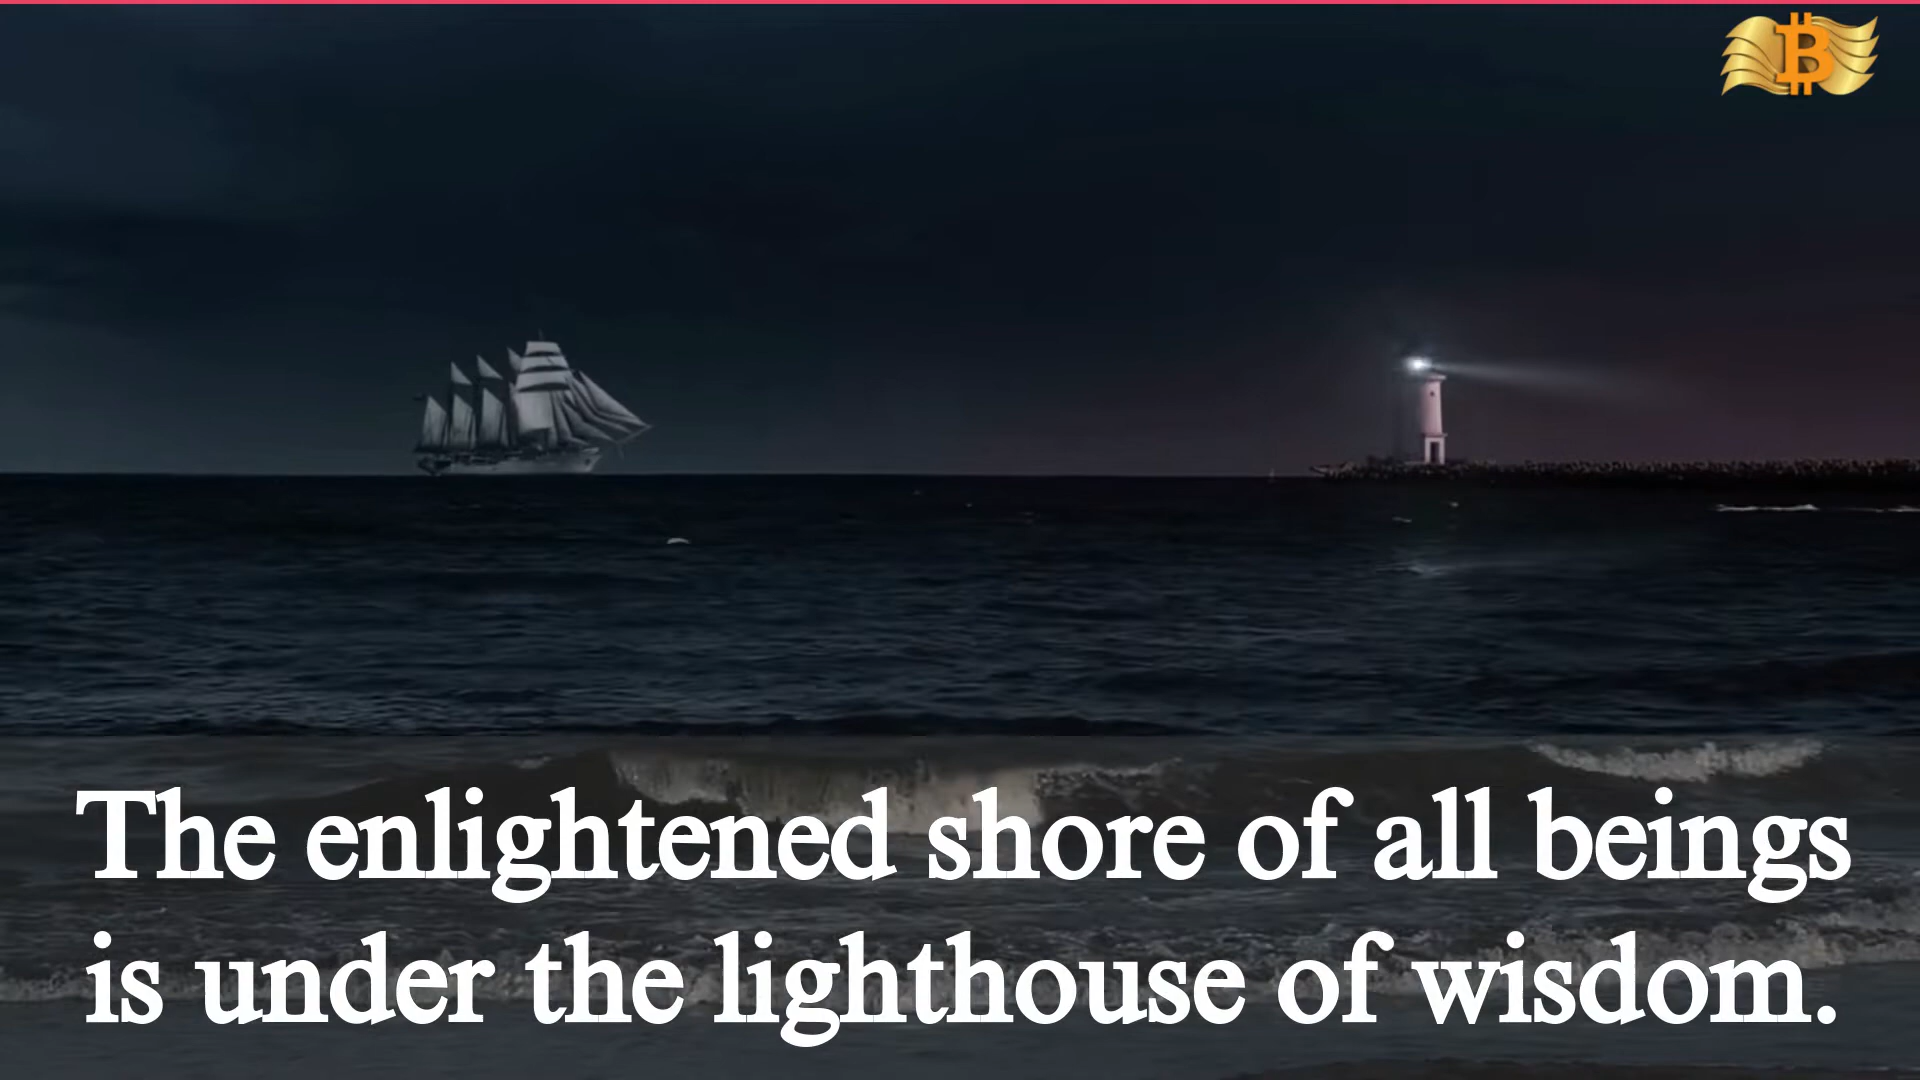 The enlightened shore of all beings
is under the lighthouse of wisdom.